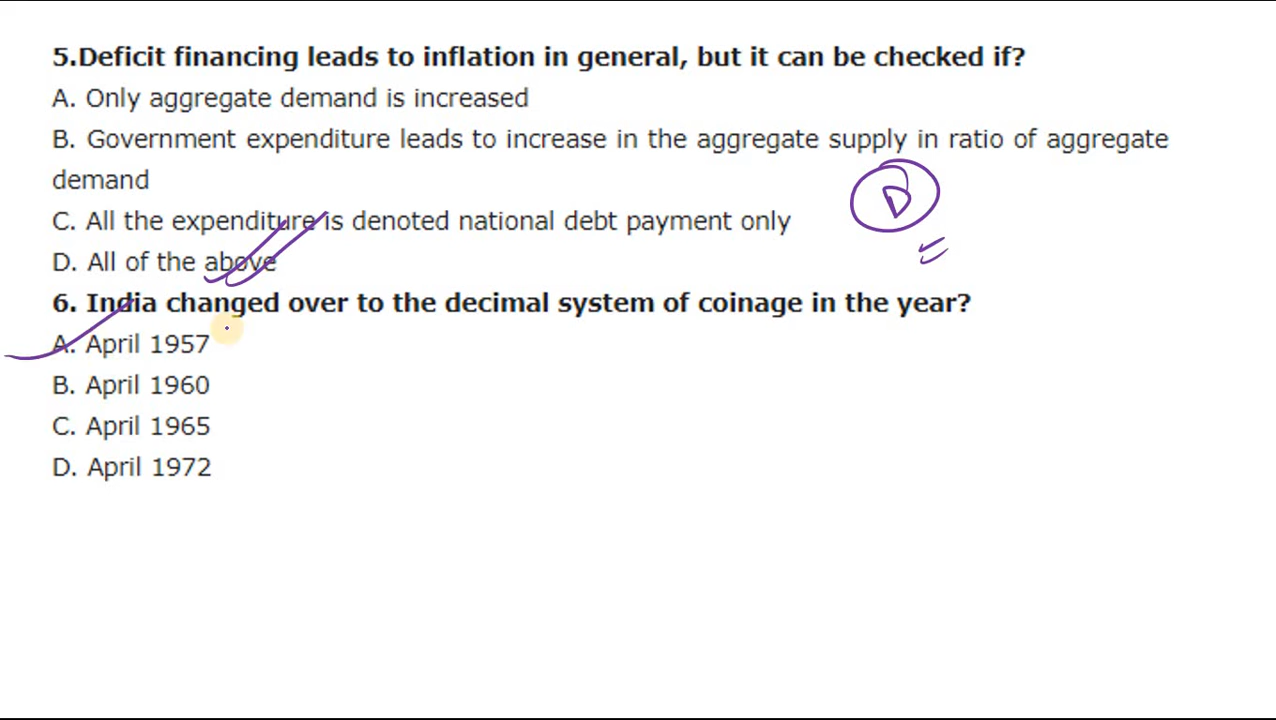 5.Deficit financing leads to inflation in general, but it can be checked if?
A. Only aggregate demand is increased
B. Government expenditure leads to increase in the aggregate supply in ratio of aggregate
demand
D
C. All the expenditure is denoted national debt payment only
D. All of the above
6. India changed over to the decimal system of coinage in the year?
A. April 1957
B. April 1960
C. April 1965
D. April 1972